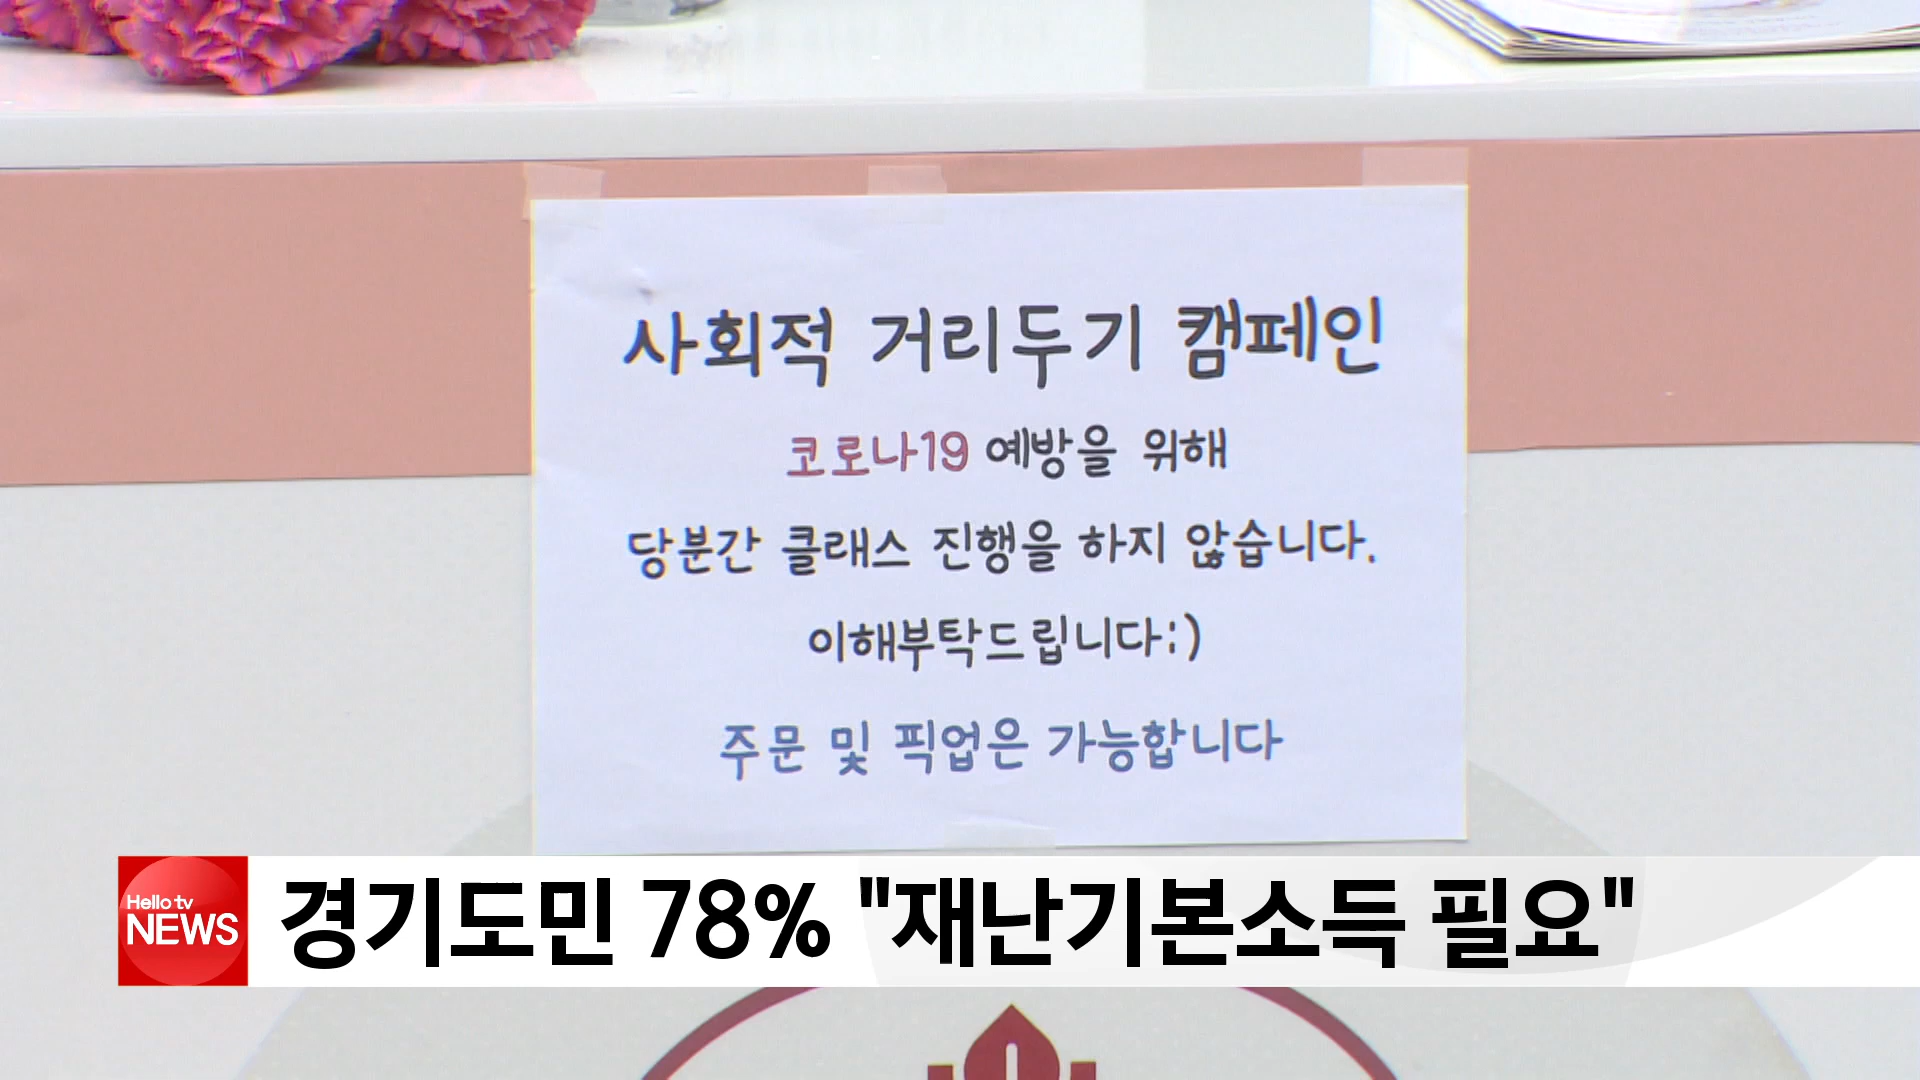 사회적 거리두기 캠페인
코로나19 예방을 위해
당분간 클래스 진행을 하지 않습니다.
이해부탁드립니다:)
주문 및 픽업은 가능합니다
Hello tv
NEWS
경기도민 78% "재난기본소득 필요"